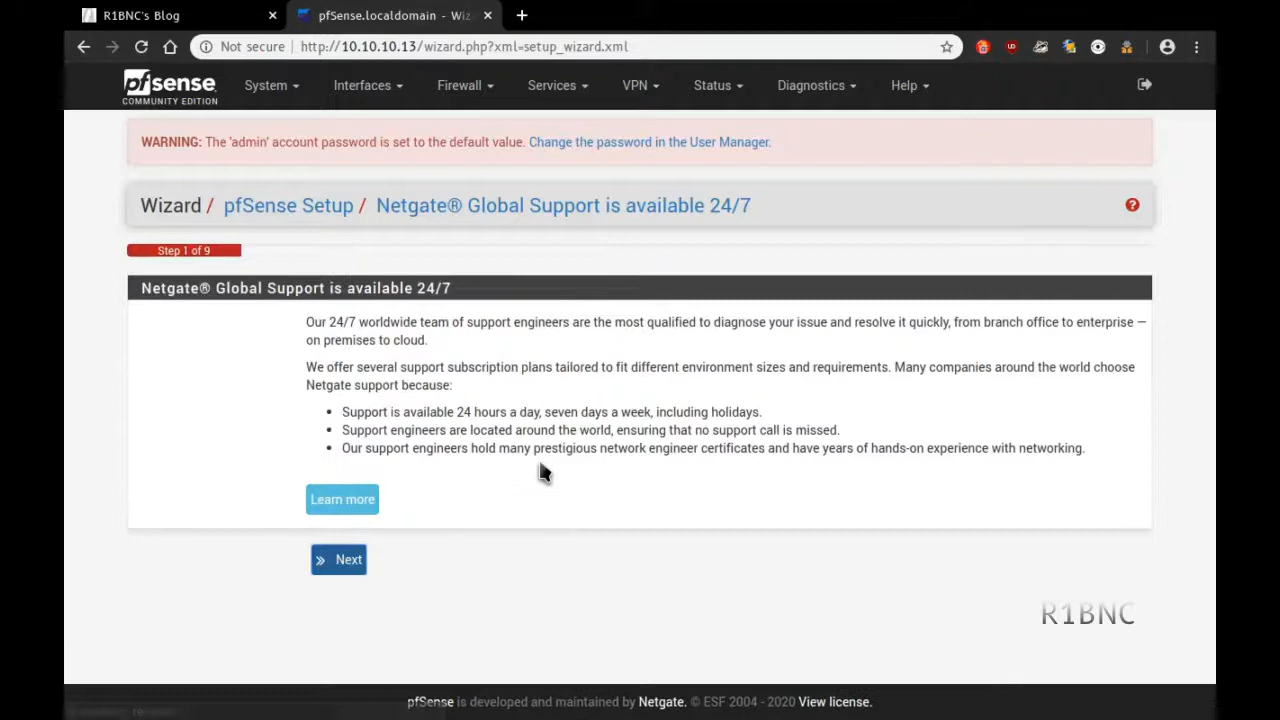 R1BNC's Blog
pfSense.localdomain - Wiz
Not secure | http://10.10.10.13/wizard.php?xml=setup_wizard.xml
pfsense
COMMUNITY EDITION
System Interfaces Firewall Services VPN Status Diagnostics Help
WARNING: The 'admin' account password is set to the default value. Change the password in the User Manager.
Wizard / pfSense Setup / Netgate® Global Support is available 24/7
Step 1 of 9
Netgate® Global Support is available 24/7
Our 24/7 worldwide team of support engineers are the most qualified to diagnose your issue and resolve it quickly, from branch office to enterprise —
on premises to cloud.
We offer several support subscription plans tailored to fit different environment sizes and requirements. Many companies around the world choose
Netgate support because:
• Support is available 24 hours a day, seven days a week, including holidays.
• Support engineers are located around the world, ensuring that no support call is missed.
• Our support engineers hold many prestigious network engineer certificates and have years of hands-on experience with networking.
Learn more
Next
R1BNC
pfSense is developed and maintained by Netgate. © ESF 2004 - 2020 View license.